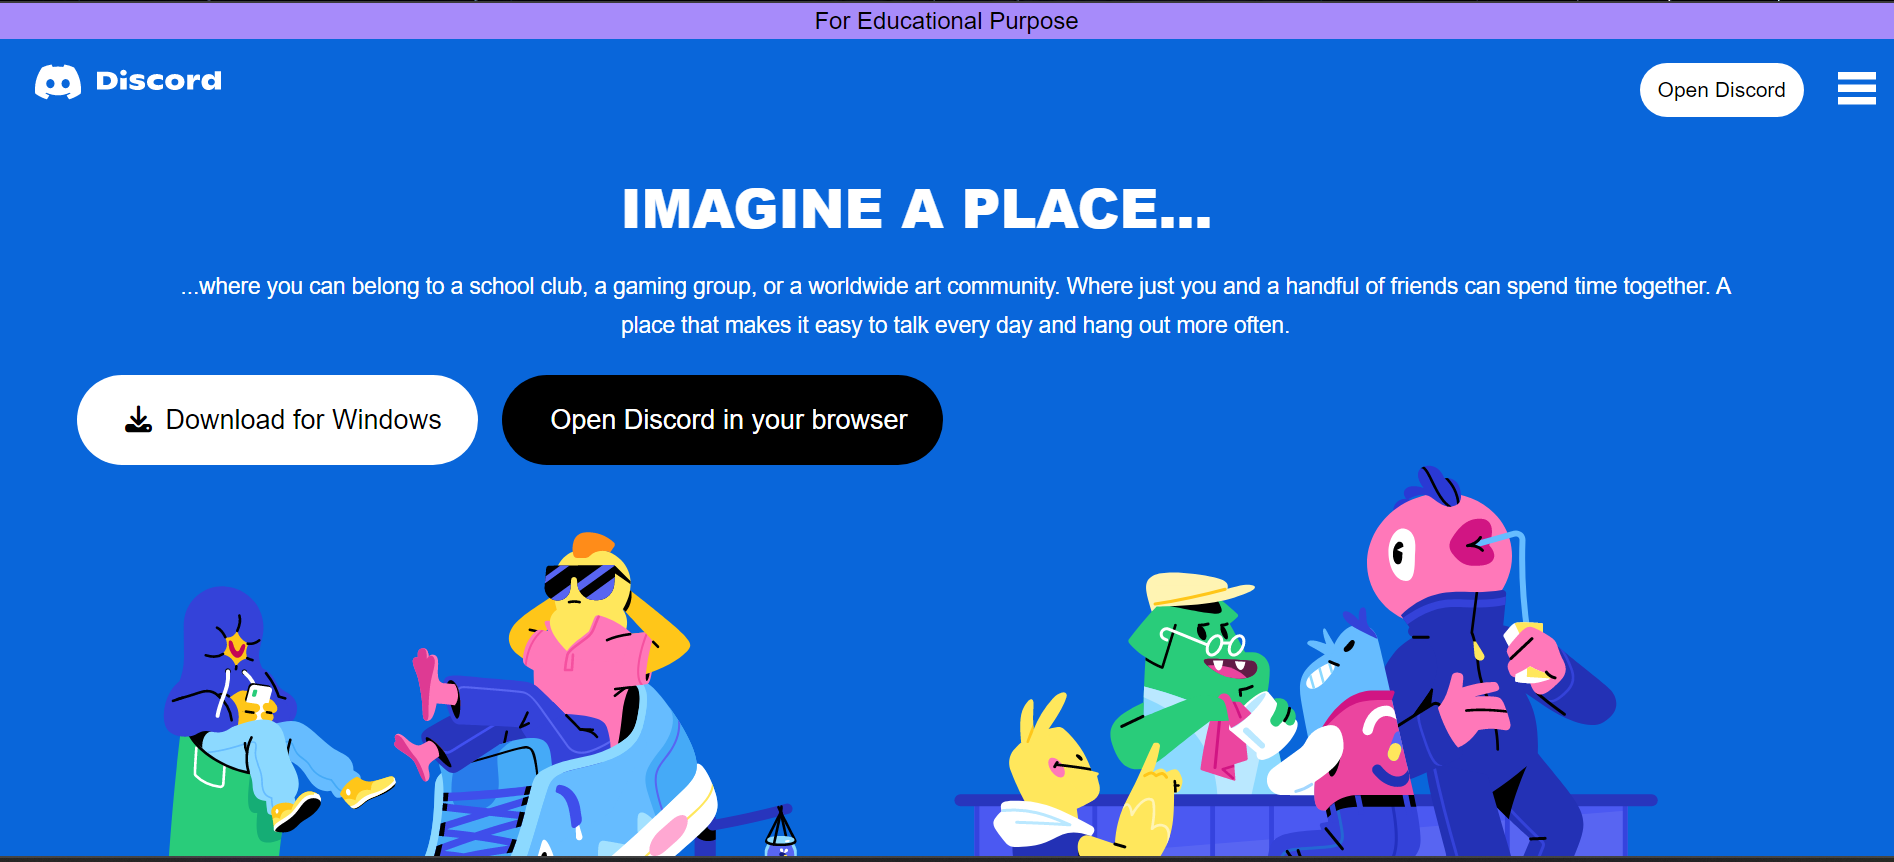 For Educational Purpose
Discord
Open Discord
IMAGINE A PLACE...
...where you can belong to a school club, a gaming group, or a worldwide art community. Where just you and a handful of friends can spend time together. A
place that makes it easy to talk every day and hang out more often.
Download for Windows
Open Discord in your browser